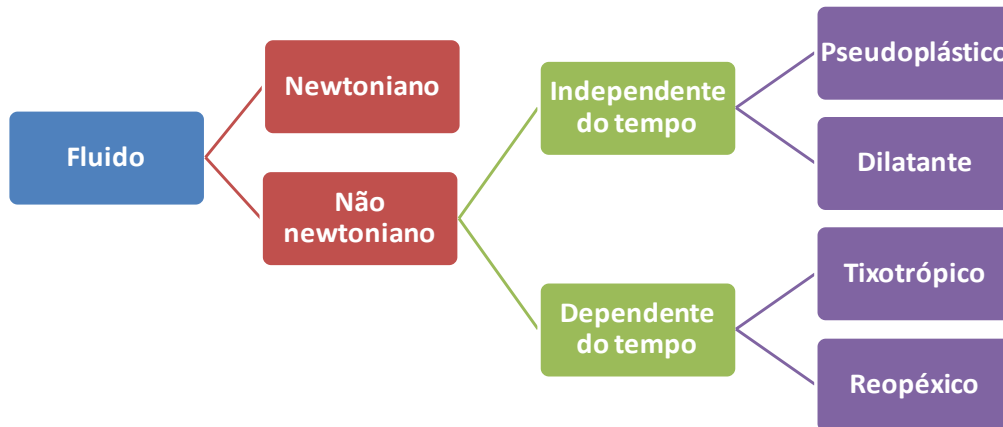 Fluido
Newtoniano
Não
newtoniano
Independente
do tempo
Dependente
do tempo
Pseudoplástico
Dilatante
Tixotrópico
Reopéxico